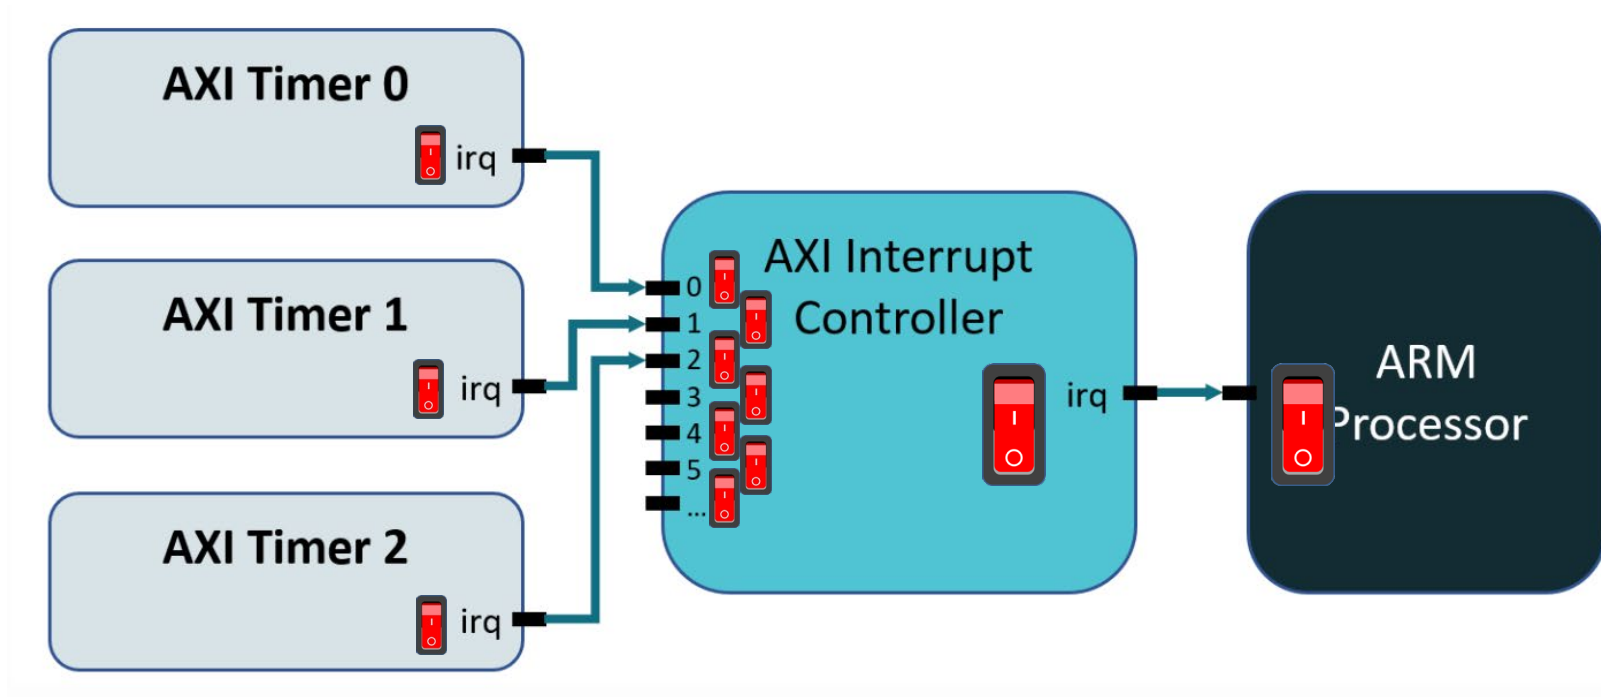 AXI Timer 0
irq
AXI Timer 1
irq
AXI Timer 2
irq
AXI Interrupt
Controller
0
1
2
3
4
5
...
irq
ARM
Processor